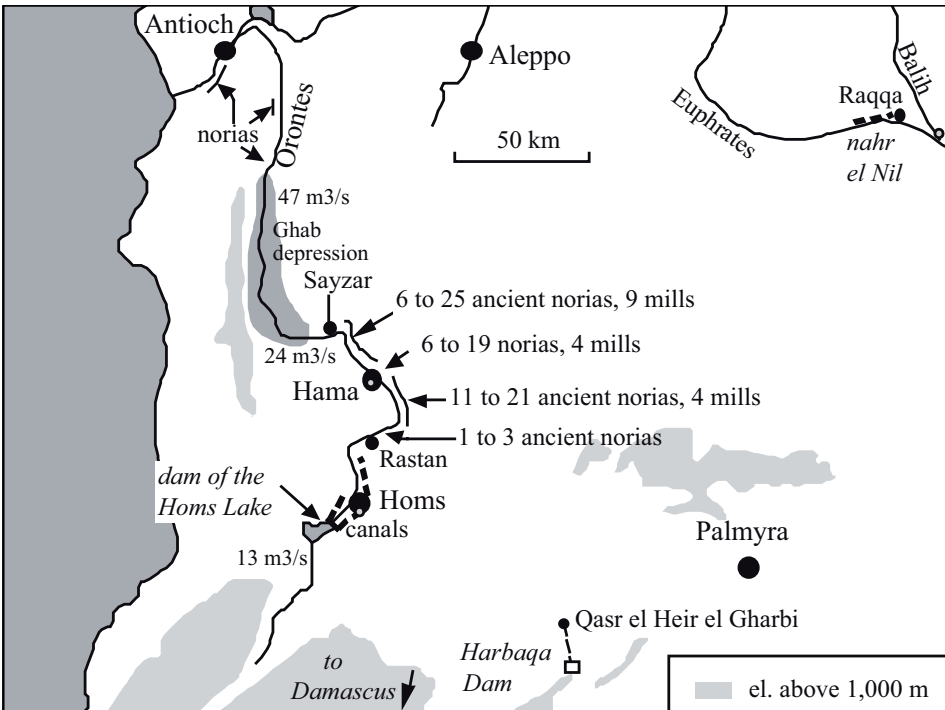 Antioch
Aleppo
Balih
Raqqa
Euphrates
nahr
el Nil
norias
Orontes
50 km
47 m3/s
Ghab
depression
Sayzar
6 to 25 ancient norias, 9 mills
24 m3/s
6 to 19 norias, 4 mills
Hama
11 to 21 ancient norias, 4 mills
1 to 3 ancient norias
Rastan
dam of the
Homs Lake
Homs
canals
Palmyra
13 m3/s
Qasr el Heir el Gharbi
Harbaqa
Dam
to
Damascus
el. above 1,000 m